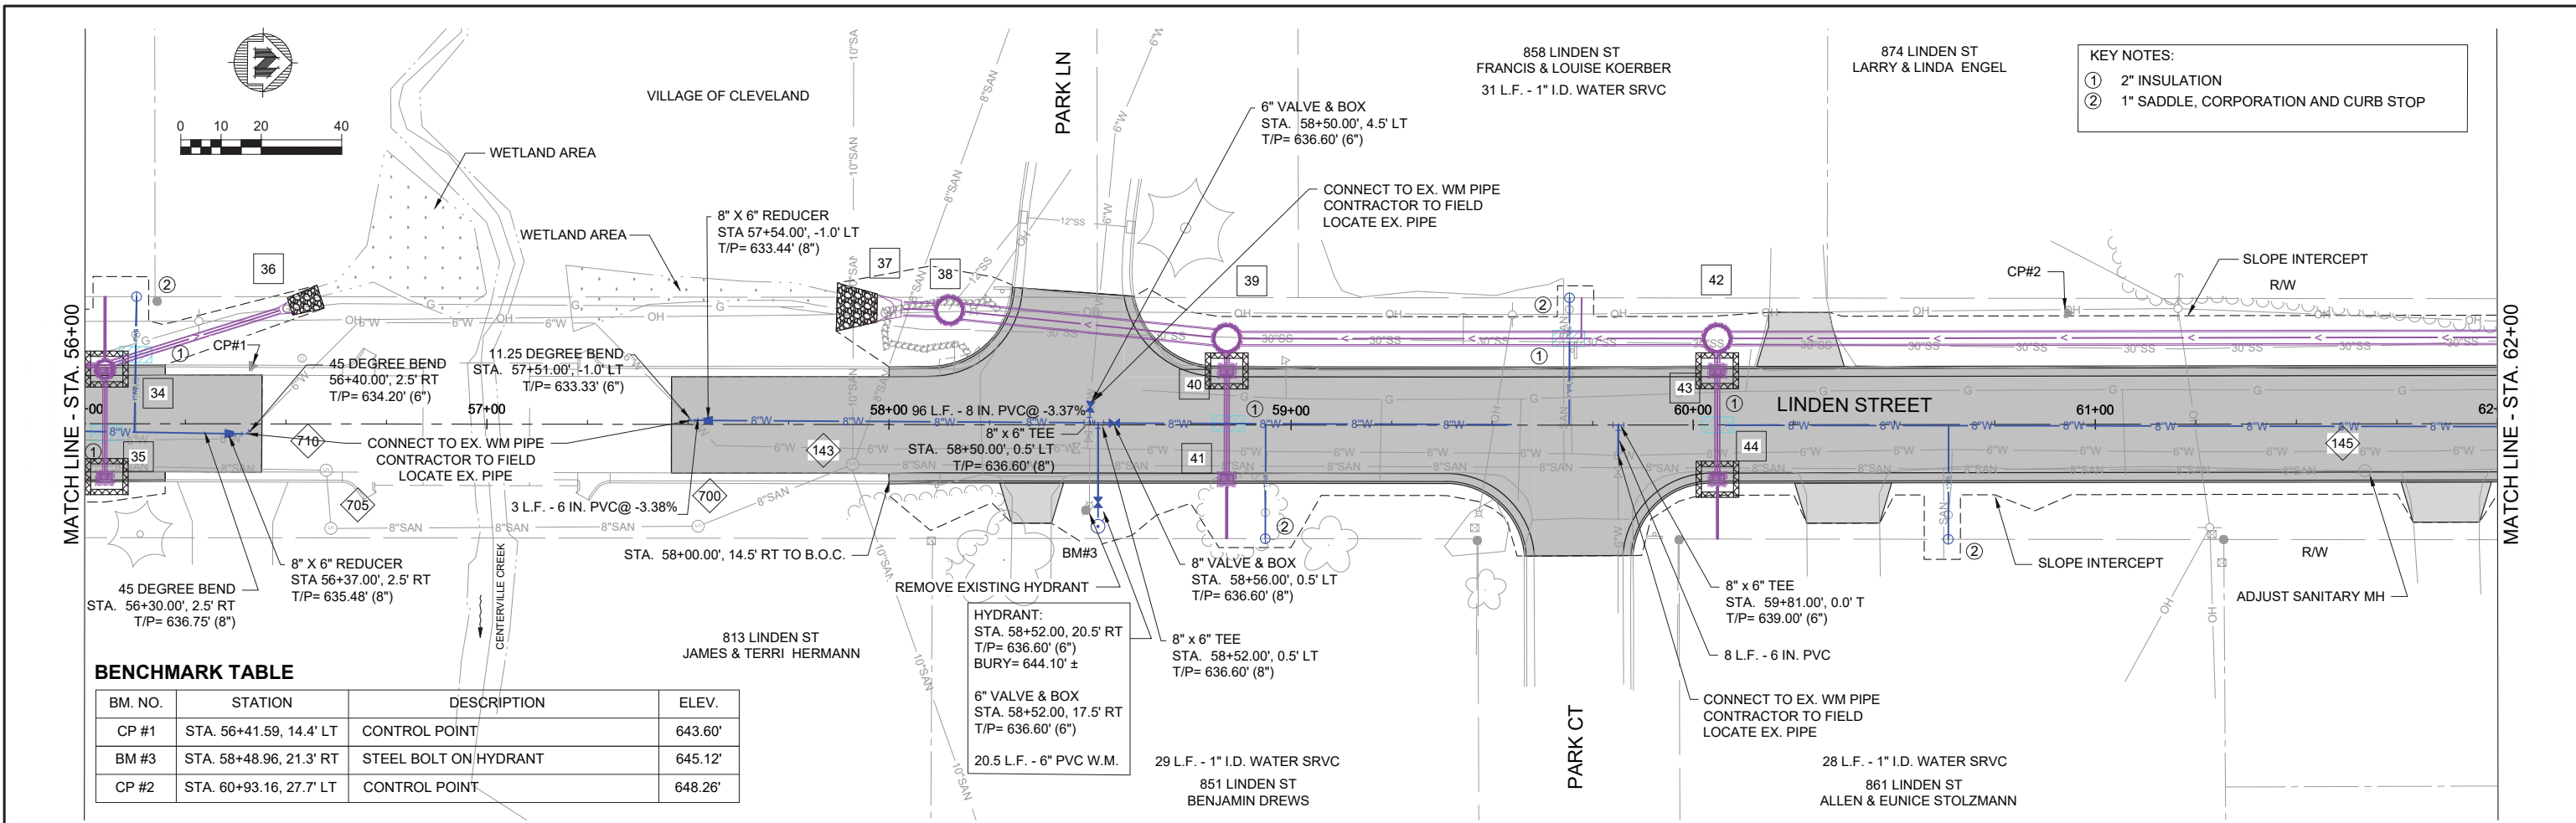 N
0 10 20 40
VILLAGE OF CLEVELAND
WETLAND AREA
WETLAND AREA
PARK LN
858 LINDEN ST
FRANCIS & LOUISE KOERBER
31 L.F. - 1" I.D. WATER SRVC
874 LINDEN ST
LARRY & LINDA ENGEL
KEY NOTES:
1 2" INSULATION
2 1" SADDLE, CORPORATION AND CURB STOP
6" VALVE & BOX
STA. 58+50.00', 4.5' LT
T/P= 636.60' (6")
CONNECT TO EX. WM PIPE
CONTRACTOR TO FIELD
LOCATE EX. PIPE
8" X 6" REDUCER
STA 57+54.00', -1.0' LT
T/P= 633.44' (8")
36
37
38
39
42
CP#2
SLOPE INTERCEPT
R/W
MATCH LINE - STA. 56+00
MATCH LINE - STA. 62+00
CP#1
45 DEGREE BEND
56+40.00', 2.5' RT
T/P= 634.20' (6")
11.25 DEGREE BEND
STA. 57+51.00', -1.0' LT
T/P= 633.33' (6")
34
35
40
41
43
44
57+00
58+00
59+00
60+00
61+00
62-
-00
96 L.F. - 8 IN. PVC@ -3.37%
LINDEN STREET
8" x 6" TEE
STA. 58+50.00', 0.5' LT
T/P= 636.60' (8")
710
143
145
705
700
CONNECT TO EX. WM PIPE
CONTRACTOR TO FIELD
LOCATE EX. PIPE
3 L.F. - 6 IN. PVC@ -3.38%
STA. 58+00.00', 14.5' RT TO B.O.C.
BM#3
REMOVE EXISTING HYDRANT
8" VALVE & BOX
STA. 58+56.00', 0.5' LT
T/P= 636.60' (8")
8" X 6" REDUCER
STA 56+37.00', 2.5' RT
T/P= 635.48' (8")
45 DEGREE BEND
STA. 56+30.00', 2.5' RT
T/P= 636.75' (8")
CENTERVILLE CREEK
HYDRANT:
STA. 58+52.00, 20.5' RT
T/P= 636.60' (6")
BURY= 644.10' ±
6" VALVE & BOX
STA. 58+52.00, 17.5' RT
T/P= 636.60' (6")
20.5 L.F. - 6" PVC W.M.
8" x 6" TEE
STA. 58+52.00', 0.5' LT
T/P= 636.60' (8")
8" x 6" TEE
STA. 59+81.00', 0.0' T
T/P= 639.00' (6")
8 L.F. - 6 IN. PVC
CONNECT TO EX. WM PIPE
CONTRACTOR TO FIELD
LOCATE EX. PIPE
SLOPE INTERCEPT
R/W
ADJUST SANITARY MH
813 LINDEN ST
JAMES & TERRI HERMANN
29 L.F. - 1" I.D. WATER SRVC
851 LINDEN ST
BENJAMIN DREWS
PARK CT
28 L.F. - 1" I.D. WATER SRVC
861 LINDEN ST
ALLEN & EUNICE STOLZMANN
BENCHMARK TABLE
BM. NO. STATION DESCRIPTION ELEV.
CP #1 STA. 56+41.59, 14.4' LT CONTROL POINT 643.60'
BM #3 STA. 58+48.96, 21.3' RT STEEL BOLT ON HYDRANT 645.12'
CP #2 STA. 60+93.16, 27.7' LT CONTROL POINT 648.26'